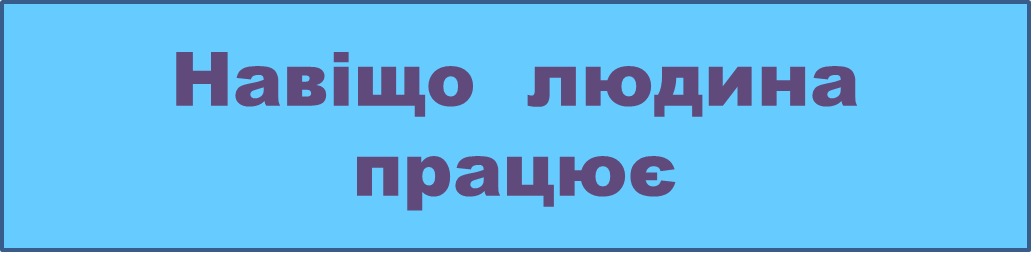 Навіщо людина
працює